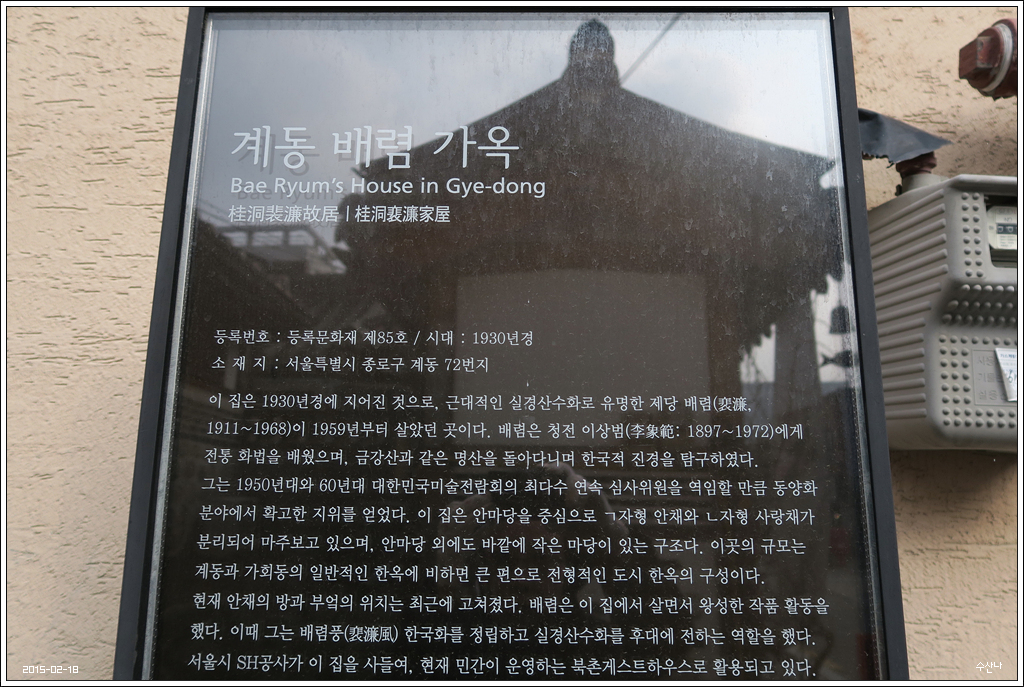 계동 배렴 가옥
Bae Ryum's House in Gye-dong
桂洞裴濂故居 | 桂洞裵濂家屋
등록번호 : 등록문화재 제85호 / 시대 : 1930년경
소 재 지 : 서울특별시 종로구 계동 72번지
이 집은 1930년경에 지어진 것으로, 근대적인 실경산수화로 유명한 제당 배렴(裵濂,
1911~1968)이 1959년부터 살았던 곳이다. 배렴은 청전 이상범(李象範: 1897~1972)에게
전통 화법을 배웠으며, 금강산과 같은 명산을 돌아다니며 한국적 진경을 탐구하였다.
그는 1950년대와 60년대 대한민국미술전람회의 최다수 연속 심사위원을 역임할 만큼 동양화
분야에서 확고한 지위를 얻었다. 이 집은 안마당을 중심으로 ㄱ자형 안채와 ㄴ자형 사랑채가
분리되어 마주보고 있으며, 안마당 외에도 바깥에 작은 마당이 있는 구조다. 이곳의 규모는
계동과 가회동의 일반적인 한옥에 비하면 큰 편으로 전형적인 도시 한옥의 구성이다.
현재 안채의 방과 부엌의 위치는 최근에 고쳐졌다. 배렴은 이 집에서 살면서 왕성한 작품 활동을
했다. 이때 그는 배렴풍(裵濂風) 한국화를 정립하고 실경산수화를 후대에 전하는 역할을 했다.
서울시 SH공사가 이 집을 사들여, 현재 민간이 운영하는 북촌게스트하우스로 활용되고 있다.
2015-02-18
수산나